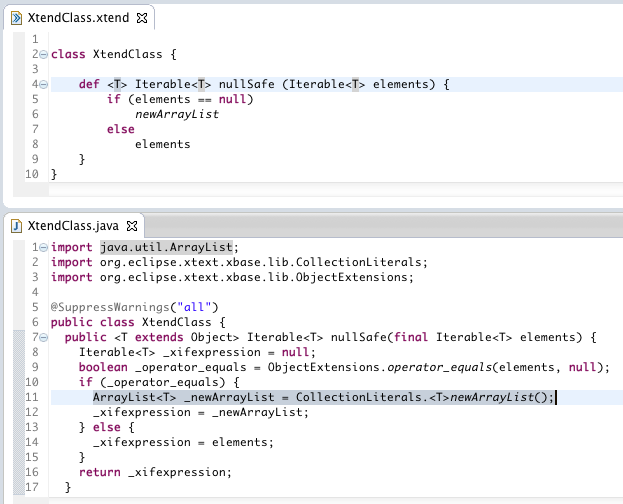 XtendClass.xtend
1
2 class XtendClass {
3
4 def <T> Iterable<T> nullSafe (Iterable<T> elements) {
5 if (elements == null)
6 newArrayList
7 else
8 elements
9 }
10 }
XtendClass.java
1 import java.util.ArrayList;
2 import org.eclipse.xtext.xbase.lib.CollectionLiterals;
3 import org.eclipse.xtext.xbase.lib.ObjectExtensions;
4
5 @SuppressWarnings("all")
6 public class XtendClass {
7 public <T extends Object> Iterable<T> nullSafe(final Iterable<T> elements) {
8 Iterable<T> _xifexpression = null;
9 boolean _operator_equals = ObjectExtensions.operator_equals(elements, null);
10 if (_operator_equals) {
11 ArrayList<T> _newArrayList = CollectionLiterals.<T>newArrayList();
12 _xifexpression = _newArrayList;
13 } else {
14 _xifexpression = elements;
15 }
16 return _xifexpression;
17 }